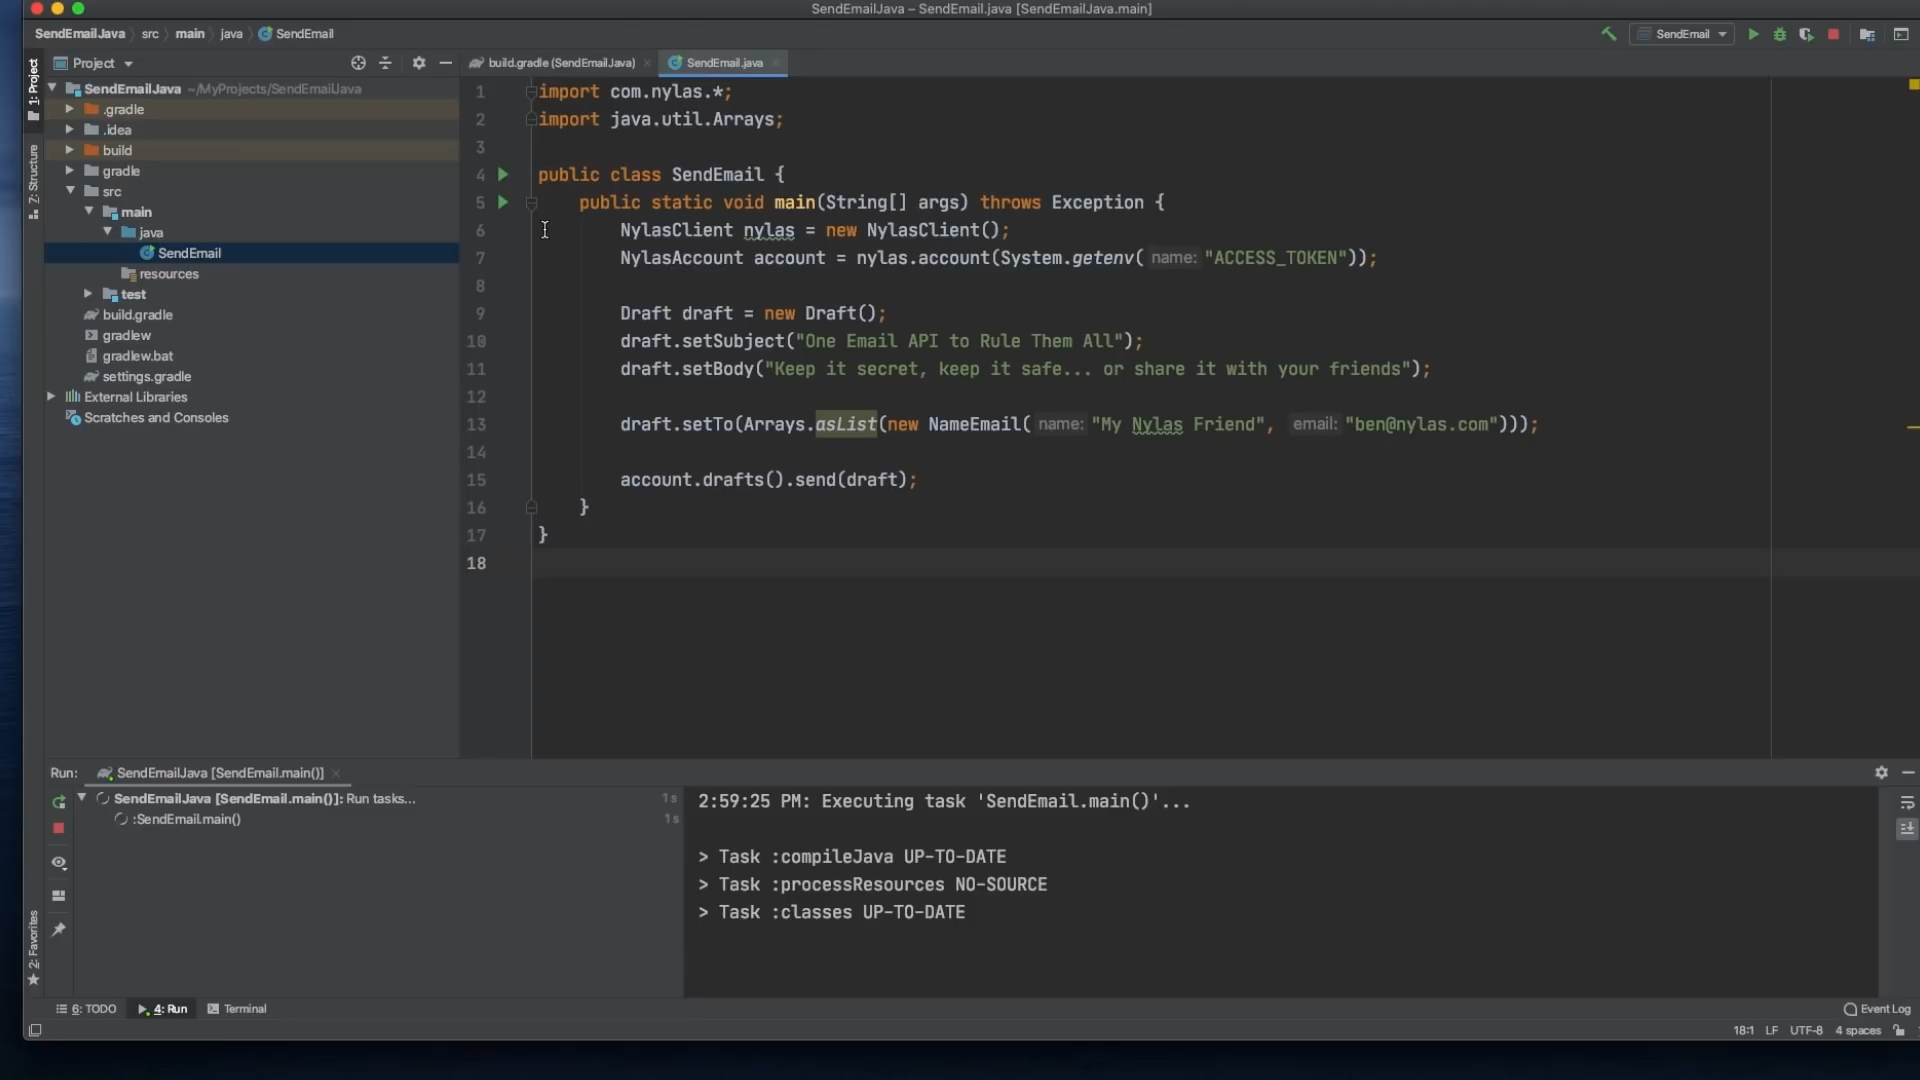 SendEmailJava – SendEmail.java [SendEmailJava.main]
SendEmailJava src main java SendEmail
SendEmail
1: Project
7: Structure
2: Favorites
Project
SendEmailJava ~/MyProjects/SendEmailJava
.gradle
.idea
build
gradle
src
main
java
SendEmail
resources
test
build.gradle
gradlew
gradlew.bat
settings.gradle
External Libraries
Scratches and Consoles
build.gradle (SendEmailJava) SendEmail.java
1 import com.nylas.*;
2 import java.util.Arrays;
3
4 public class SendEmail {
5 public static void main(String[] args) throws Exception {
6 NylasClient nylas = new NylasClient();
7 NylasAccount account = nylas.account(System.getenv( name: "ACCESS_TOKEN"));
8
9 Draft draft = new Draft();
10 draft.setSubject("One Email API to Rule Them All");
11 draft.setBody("Keep it secret, keep it safe... or share it with your friends");
12
13 draft.setTo(Arrays.asList(new NameEmail( name: "My Nylas Friend", email: "ben@nylas.com")));
14
15 account.drafts().send(draft);
16 }
17 }
18
Run: SendEmailJava [SendEmail.main()]
SendEmailJava [SendEmail.main()]: Run tasks... 1 s
:SendEmail.main() 1 s
2:59:25 PM: Executing task 'SendEmail.main()'...
> Task :compileJava UP-TO-DATE
> Task :processResources NO-SOURCE
> Task :classes UP-TO-DATE
6: TODO 4: Run Terminal
Event Log
18:1 LF UTF-8 4 spaces